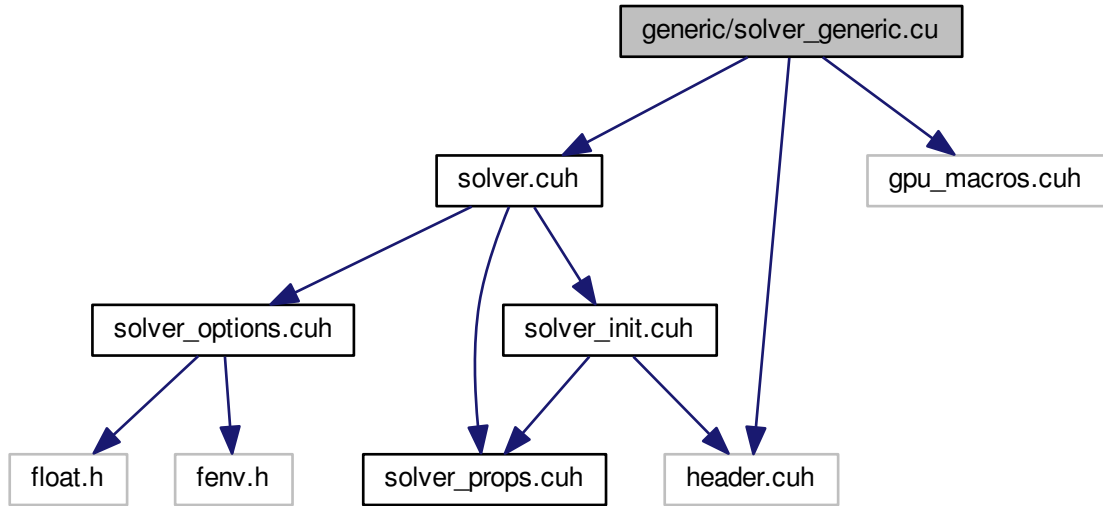 generic/solver_generic.cu
solver.cuh
gpu_macros.cuh
solver_options.cuh
solver_init.cuh
float.h
fenv.h
solver_props.cuh
header.cuh